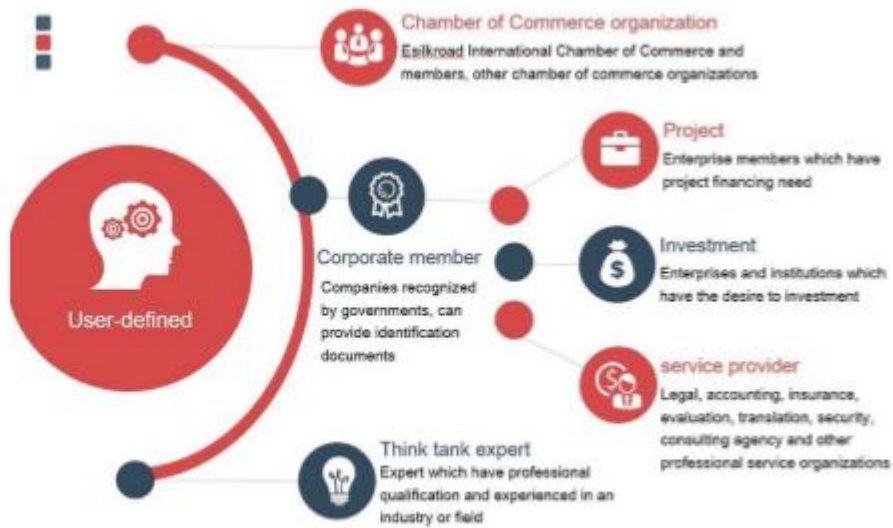 Chamber of Commerce organization
Esilkroad International Chamber of Commerce and
members, other chamber of commerce organizations
Project
Enterprise members which have
project financing need
User-defined
Corporate member
Companies recognized
by governments, can
provide identification
documents
Investment
Enterprises and institutions which
have the desire to investment
service provider
Legal, accounting, insurance,
evaluation, translation, security,
consulting agency and other
professional service organizations
Think tank expert
Expert which have professional
qualification and experienced in an
industry or field